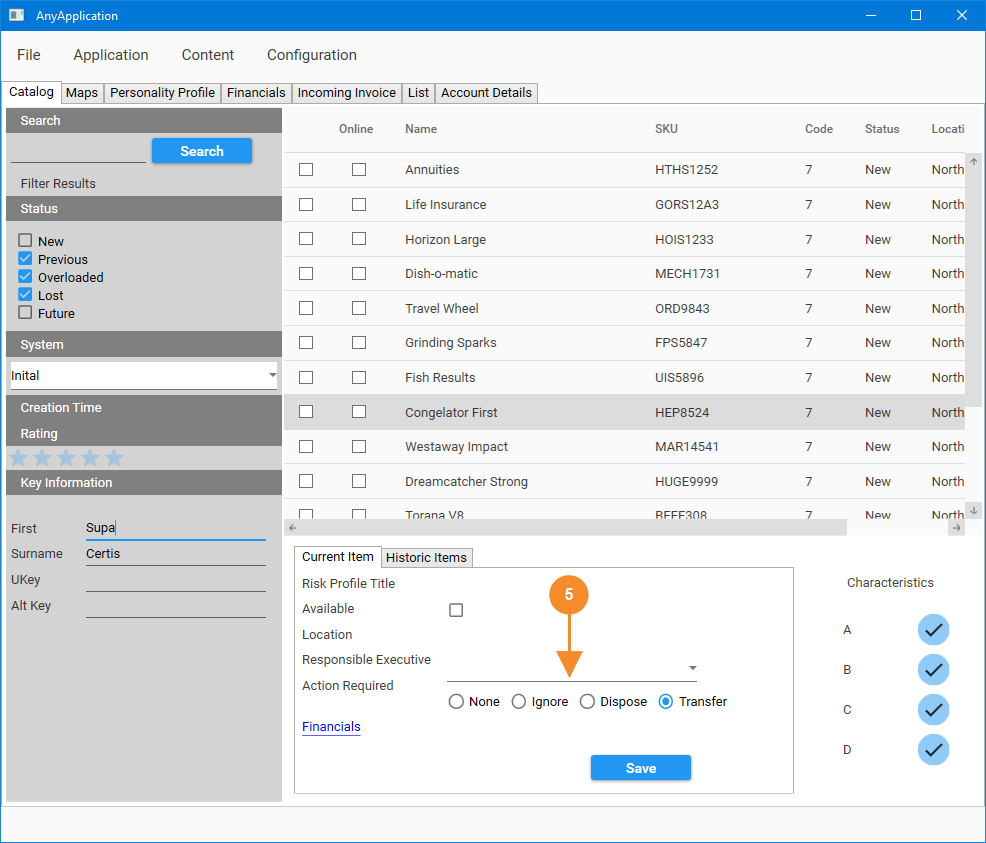 AnyApplication
File Application Content Configuration
Catalog Maps Personality Profile Financials Incoming Invoice List Account Details
Search
Search
Filter Results
Status
New
Previous
Overloaded
Lost
Future
System
Inital
Creation Time
Rating
Key Information
First Supa
Surname Certis
UKey
Alt Key
Online Name SKU Code Status Locati
Annuities HTHS1252 7 New North
Life Insurance GORS12A3 7 New North
Horizon Large HOIS1233 7 New North
Dish-o-matic MECH1731 7 New North
Travel Wheel ORD9843 7 New North
Grinding Sparks FPS5847 7 New North
Fish Results UIS5896 7 New North
Congelator First HEP8524 7 New North
Westaway Impact MAR14541 7 New North
Dreamcatcher Strong HUGE9999 7 New North
Torana V8 BFFF308 7 New North
Current Item Historic Items
Risk Profile Title
Available
Location
Responsible Executive
Action Required
None Ignore Dispose Transfer
Financials
Save
5
Characteristics
A
B
C
D